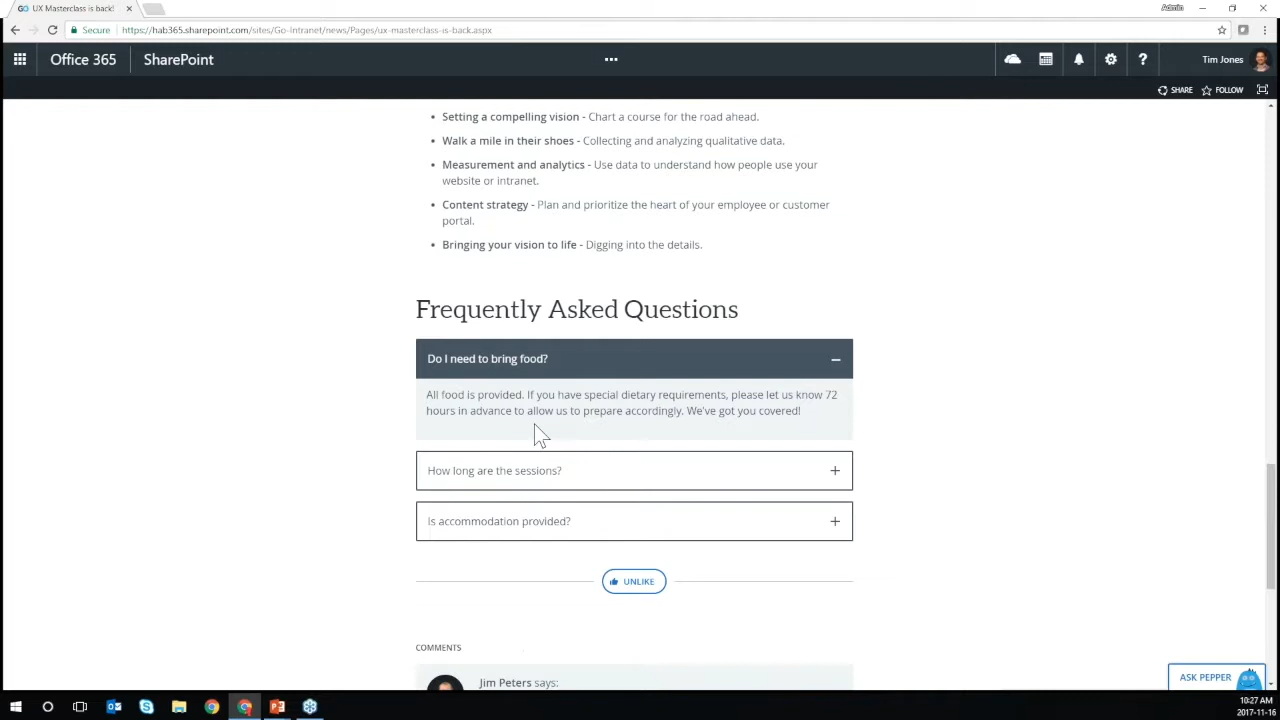 UX Masterclass is back!
Admin
Secure
https://hab365.sharepoint.com/sites/Go-Intranet/news/Pages/ux-masterclass-is-back.aspx
Office 365
SharePoint
Tim Jones
SHARE
FOLLOW
• Setting a compelling vision - Chart a course for the road ahead.
• Walk a mile in their shoes - Collecting and analyzing qualitative data.
• Measurement and analytics - Use data to understand how people use your
website or intranet.
• Content strategy - Plan and prioritize the heart of your employee or customer
portal.
• Bringing your vision to life - Digging into the details.
Frequently Asked Questions
Do I need to bring food?
All food is provided. If you have special dietary requirements, please let us know 72
hours in advance to allow us to prepare accordingly. We've got you covered!
How long are the sessions?
Is accommodation provided?
UNLIKE
COMMENTS
Jim Peters says:
ASK PEPPER
10:27 AM
2017-11-16